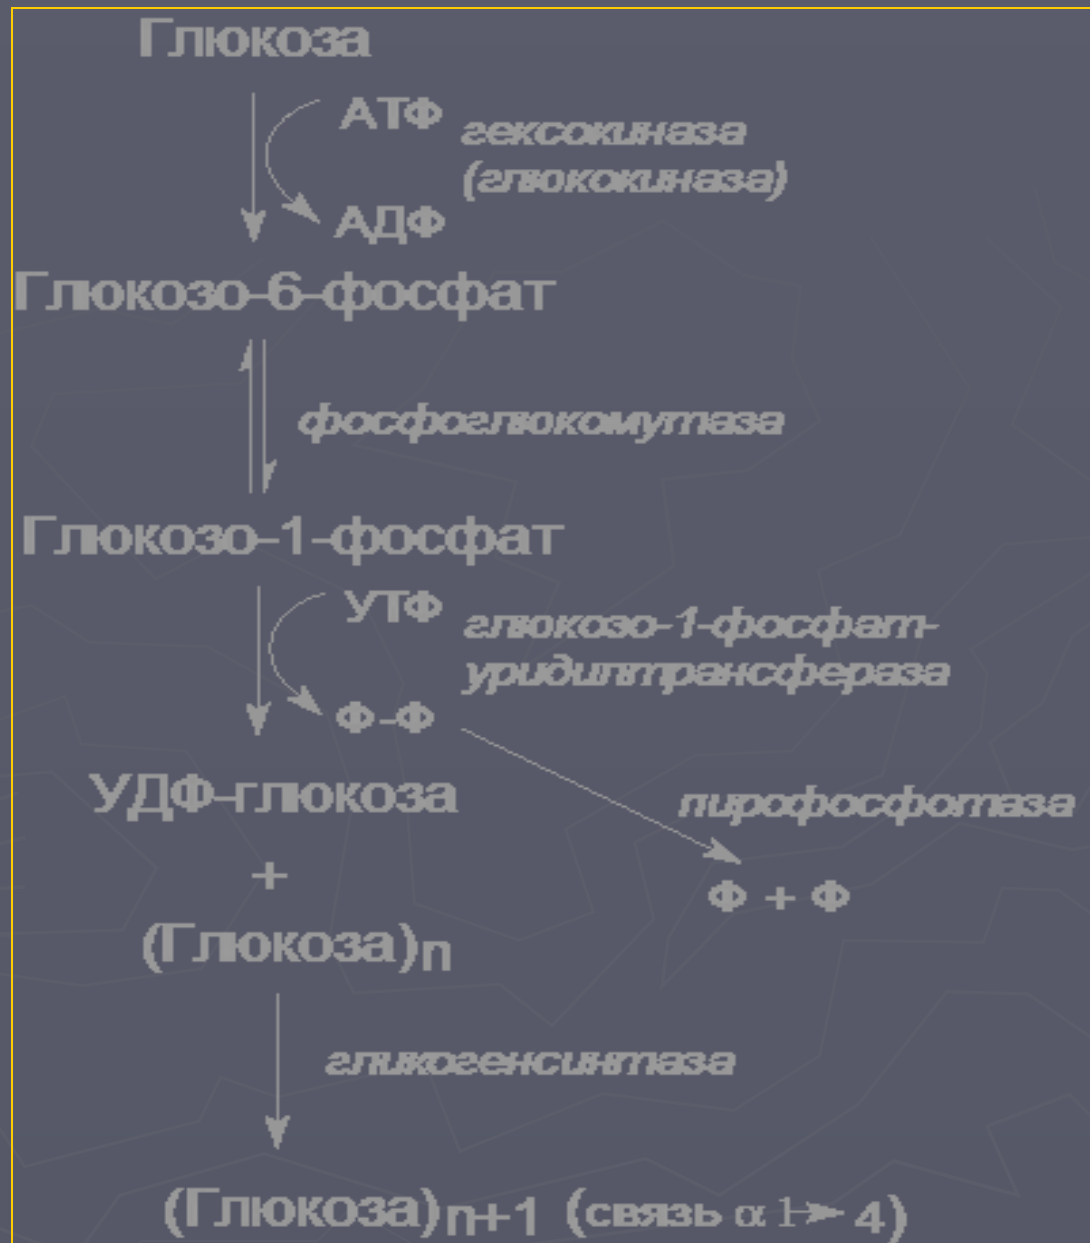 Глюкоза
АТФ
гексокиназа
(глюкокиназа)
АДФ
Глюкозо-6-фосфат
фосфоглюкомутаза
Глюкозо-1-фосфат
УТФ
глюкозо-1-фосфат-
уридилтрансфераза
Ф-Ф
УДФ-глюкоза
пирофосфотаза
+
Ф + Ф
(Глюкоза)n
гликогенсинтаза
(Глюкоза)n+1 (связь α 1→ 4)